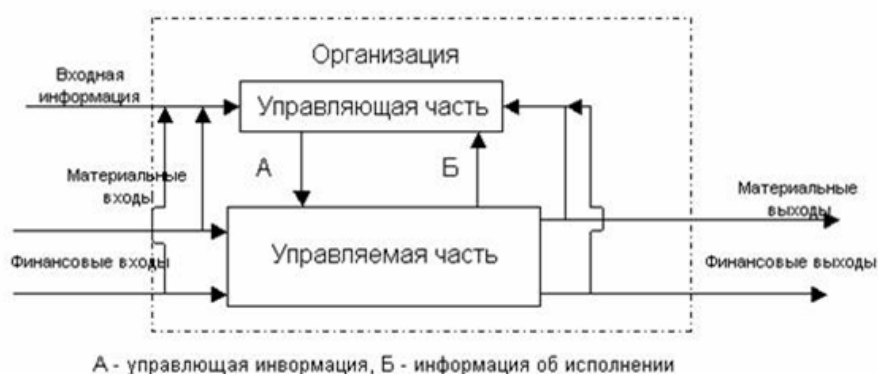 Организация
Входная
информация
Управляющая часть
А
Б
Материальные
входы
Материальные
выходы
Управляемая часть
Финансовые входы
Финансовые выходы
А - управлющая инвормация, Б - информация об исполнении